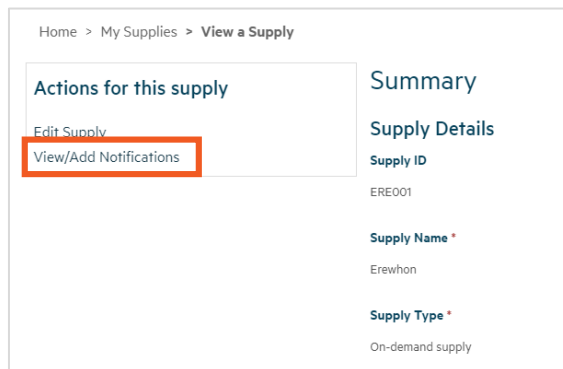 Home > My Supplies > View a Supply
Actions for this supply
Edit Supply
View/Add Notifications
Summary
Supply Details
Supply ID
ERE001
Supply Name *
Erewhon
Supply Type *
On-demand supply